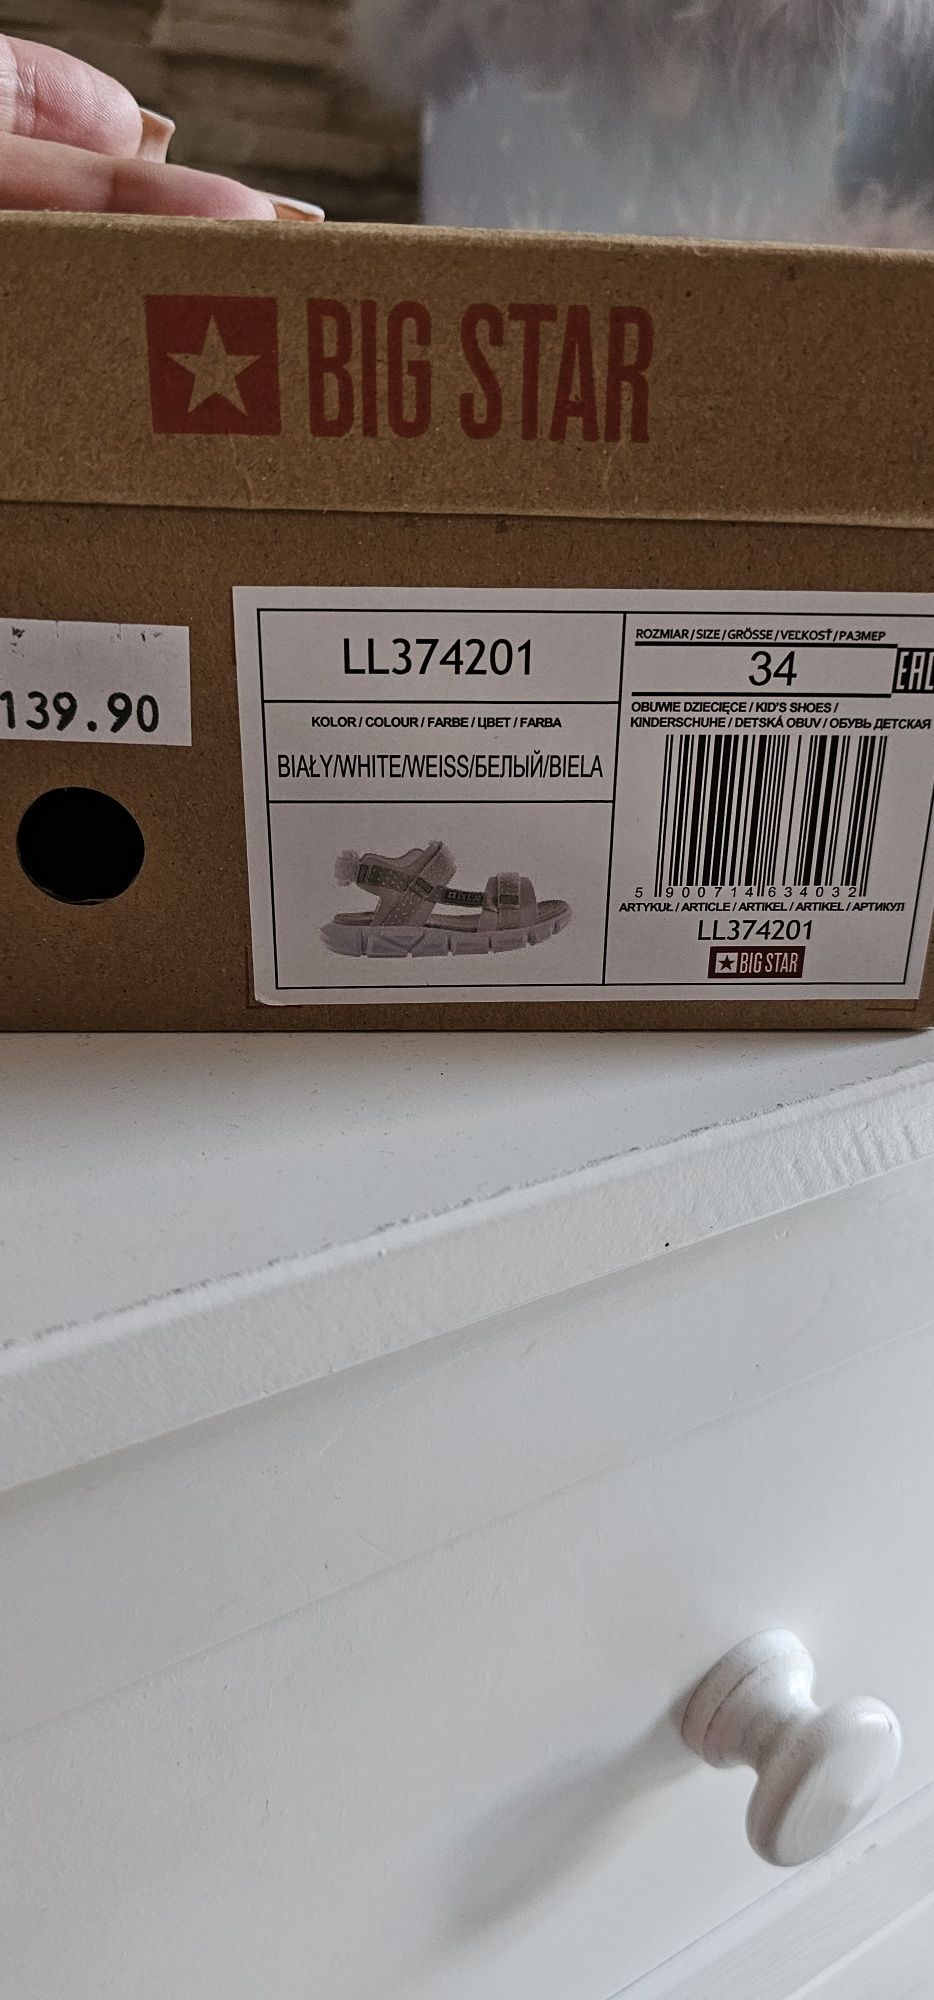 BIG STAR
139.90
LL374201
KOLOR / COLOUR / FARBE / ЦВЕТ / FARBA
BIAŁY/WHITE/WEISS/БЕЛЫЙ/BIELA
ROZMIAR / SIZE / GRÖSSE / VEĽKOSŤ / РАЗМЕР
34
EAC
OBUWIE DZIECIĘCE / KID'S SHOES /
KINDERSCHUHE / DETSKÁ OBUV / ОБУВЬ ДЕТСКАЯ
5 900714 634032
ARTYKUŁ / ARTICLE / ARTIKEL / ARTIKEL / АРТИКУЛ
LL374201
BIG STAR